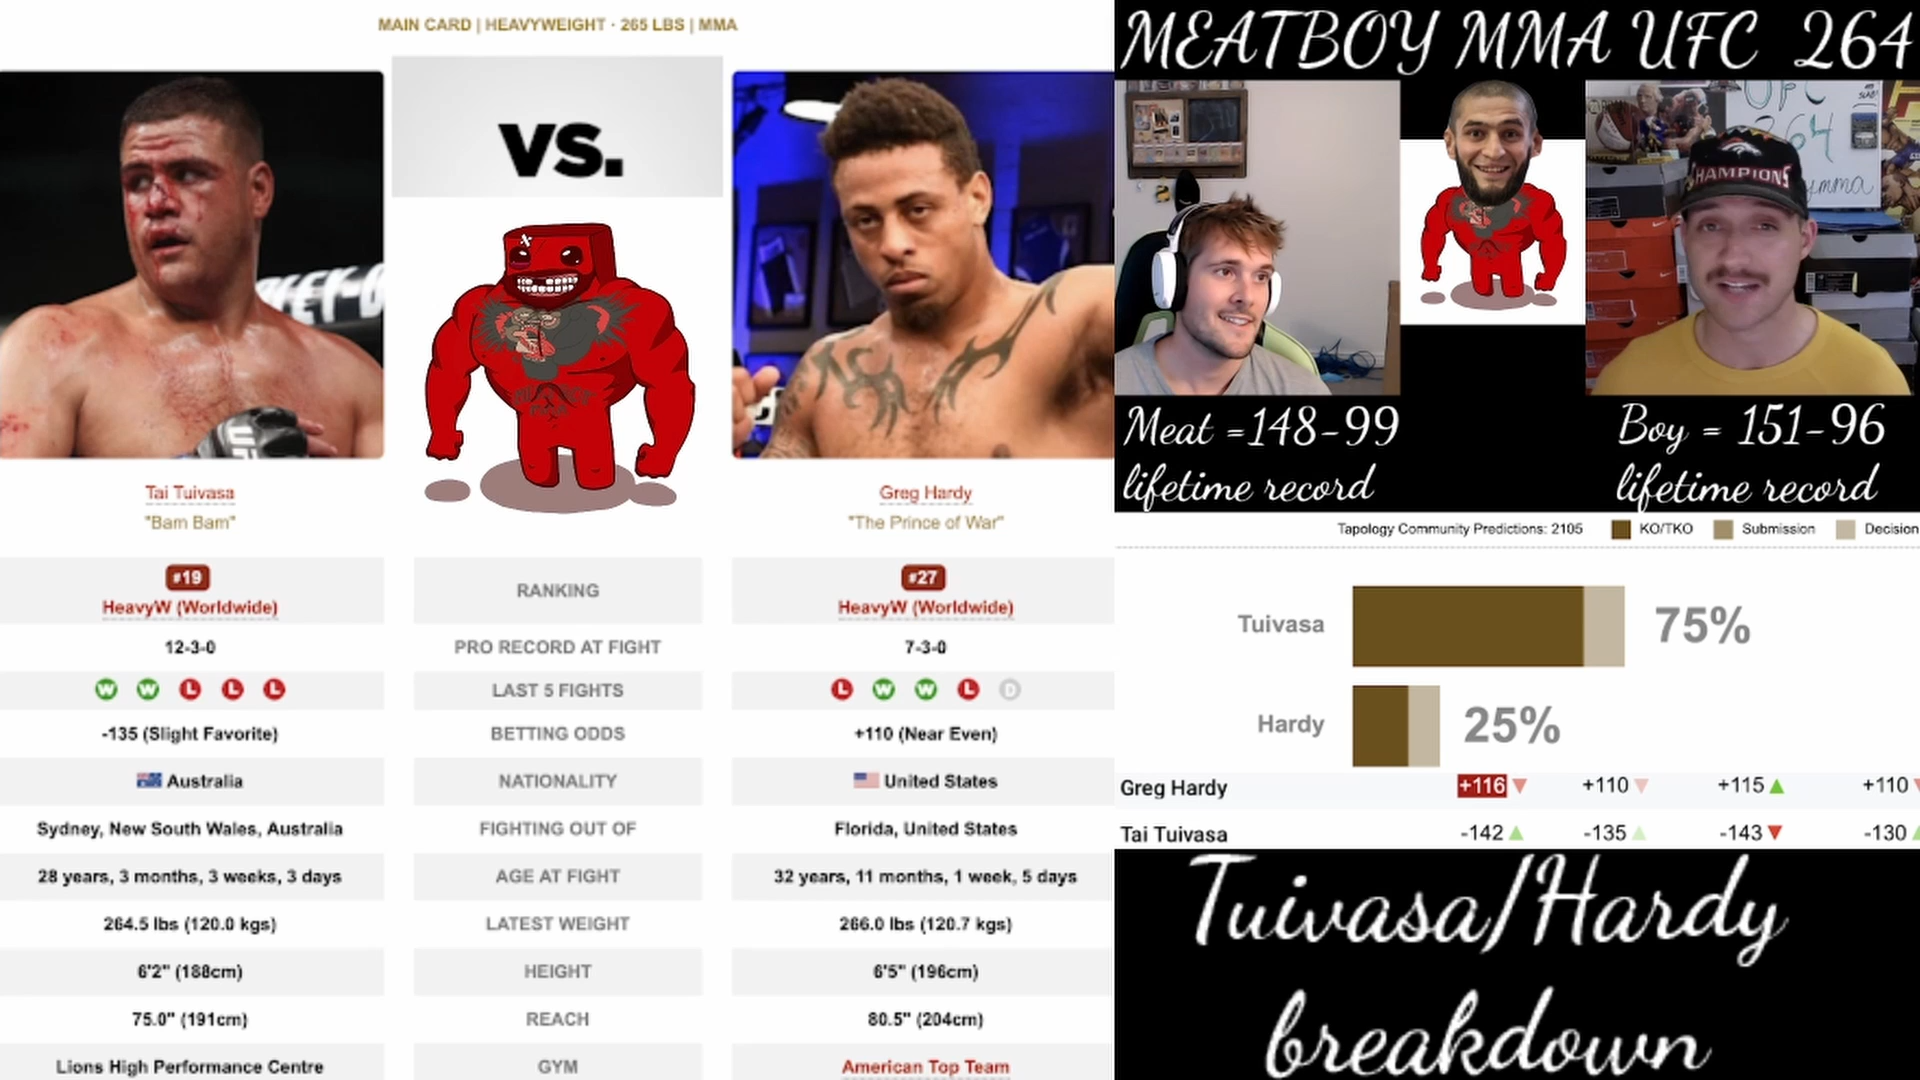 MAIN CARD | HEAVYWEIGHT · 265 LBS | MMA
VS.
Tai Tuivasa
"Bam Bam"
Greg Hardy
"The Prince of War"
#19
HeavyW (Worldwide)
RANKING
#27
HeavyW (Worldwide)
12-3-0
PRO RECORD AT FIGHT
7-3-0
W W L L L
LAST 5 FIGHTS
L W W L D
-135 (Slight Favorite)
BETTING ODDS
+110 (Near Even)
Australia
NATIONALITY
United States
Sydney, New South Wales, Australia
FIGHTING OUT OF
Florida, United States
28 years, 3 months, 3 weeks, 3 days
AGE AT FIGHT
32 years, 11 months, 1 week, 5 days
264.5 lbs (120.0 kgs)
LATEST WEIGHT
266.0 lbs (120.7 kgs)
6'2" (188cm)
HEIGHT
6'5" (196cm)
75.0" (191cm)
REACH
80.5" (204cm)
Lions High Performance Centre
GYM
American Top Team
MEATBOY MMA UFC 264
UFC
264
mma
CHAMPIONS
Meat =148-99
lifetime record
Boy = 151-96
lifetime record
Tapology Community Predictions: 2105
KO/TKO
Submission
Decision
Tuivasa
75%
Hardy
25%
Greg Hardy +116 +110 +115 +110
Tai Tuivasa -142 -135 -143 -130
Tuivasa/Hardy
breakdown